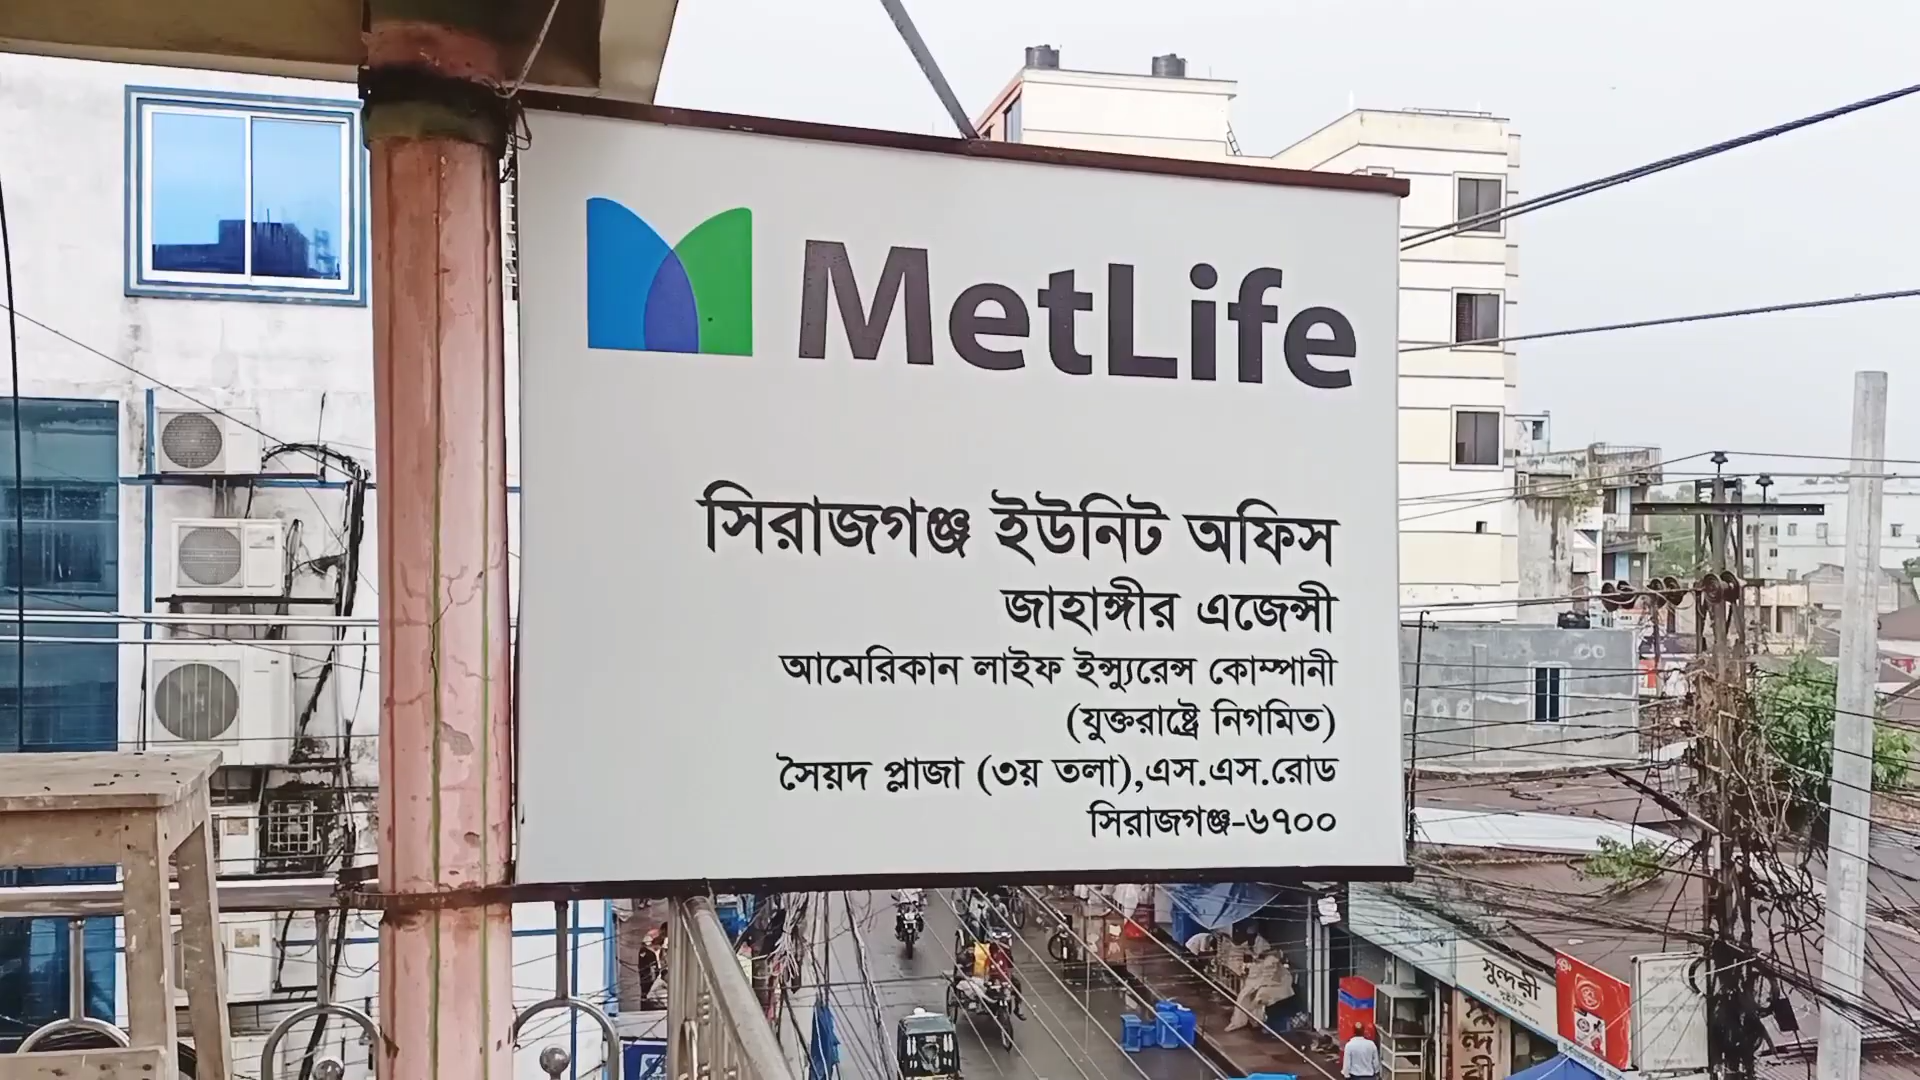 MetLife
সিরাজগঞ্জ ইউনিট অফিস
জাহাঙ্গীর এজেন্সী
আমেরিকান লাইফ ইন্স্যুরেন্স কোম্পানী
(যুক্তরাষ্ট্রে নিগমিত)
সৈয়দ প্লাজা (৩য় তলা),এস.এস.রোড
সিরাজগঞ্জ-৬৭০০
সুন্দরী